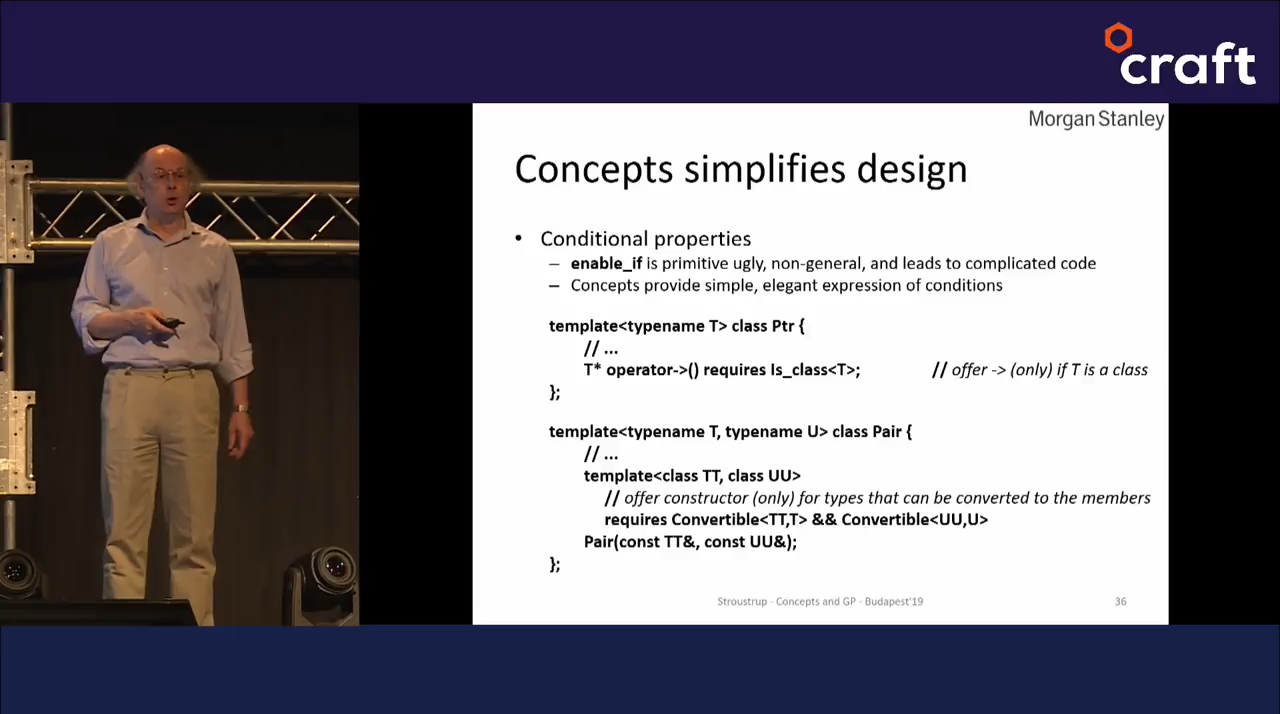 craft
Morgan Stanley
Concepts simplifies design
• Conditional properties
– enable_if is primitive ugly, non-general, and leads to complicated code
– Concepts provide simple, elegant expression of conditions
template<typename T> class Ptr {
// ...
T* operator->() requires Is_class<T>; // offer -> (only) if T is a class
};
template<typename T, typename U> class Pair {
// ...
template<class TT, class UU>
// offer constructor (only) for types that can be converted to the members
requires Convertible<TT,T> && Convertible<UU,U>
Pair(const TT&, const UU&);
};
Stroustrup - Concepts and GP - Budapest'19 36